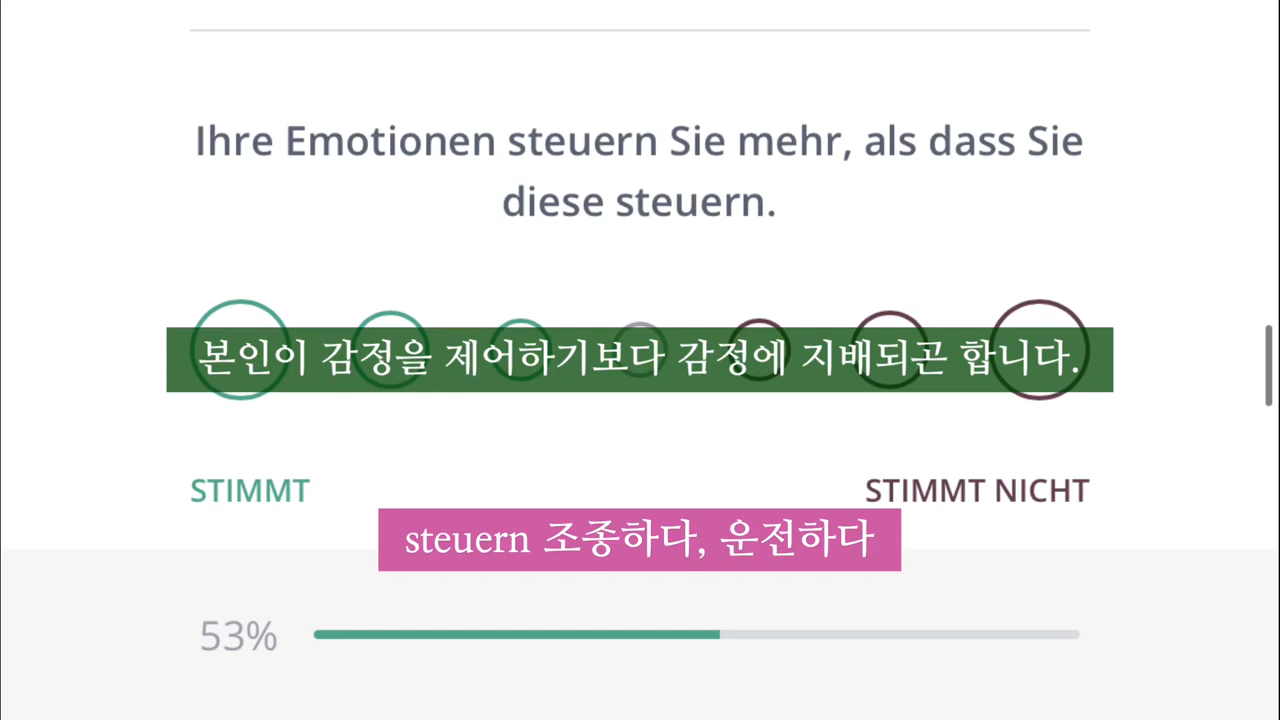 Ihre Emotionen steuern Sie mehr, als dass Sie
diese steuern.
본인이 감정을 제어하기보다 감정에 지배되곤 합니다.
STIMMT
STIMMT NICHT
steuern 조종하다, 운전하다
53%